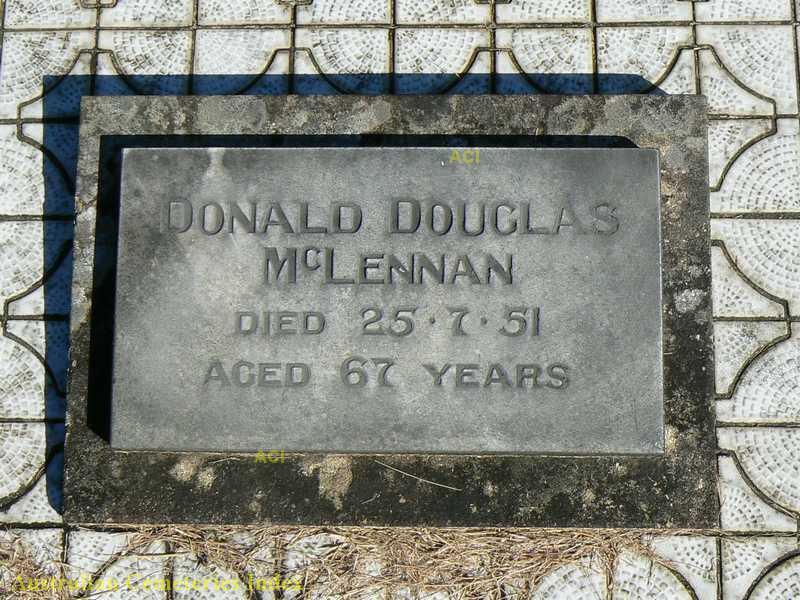 ACI
DONALD DOUGLAS
McLENNAN
DIED 25·7·51
AGED 67 YEARS
ACI
Australian Cemeteries Index